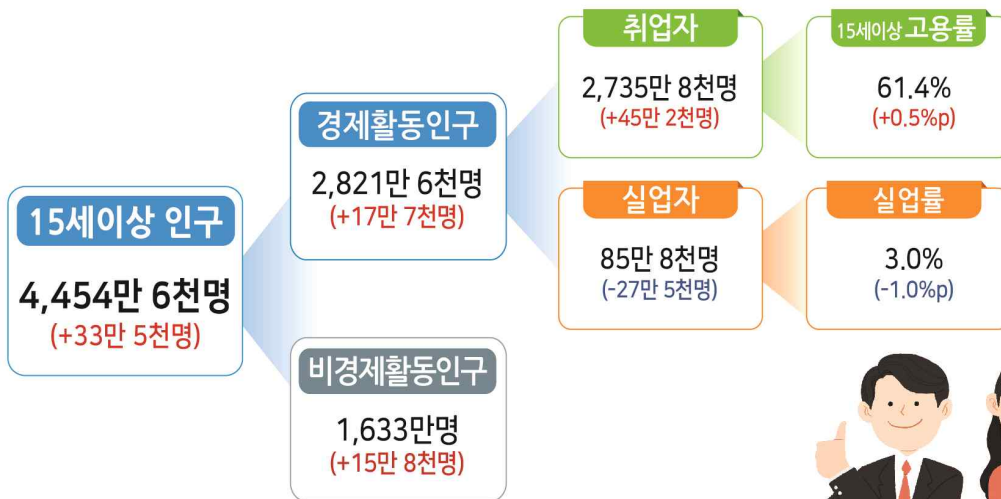 15세이상 인구
4,454만 6천명
(+33만 5천명)
경제활동인구
2,821만 6천명
(+17만 7천명)
비경제활동인구
1,633만명
(+15만 8천명)
취업자
2,735만 8천명
(+45만 2천명)
15세이상 고용률
61.4%
(+0.5%p)
실업자
85만 8천명
(-27만 5천명)
실업률
3.0%
(-1.0%p)